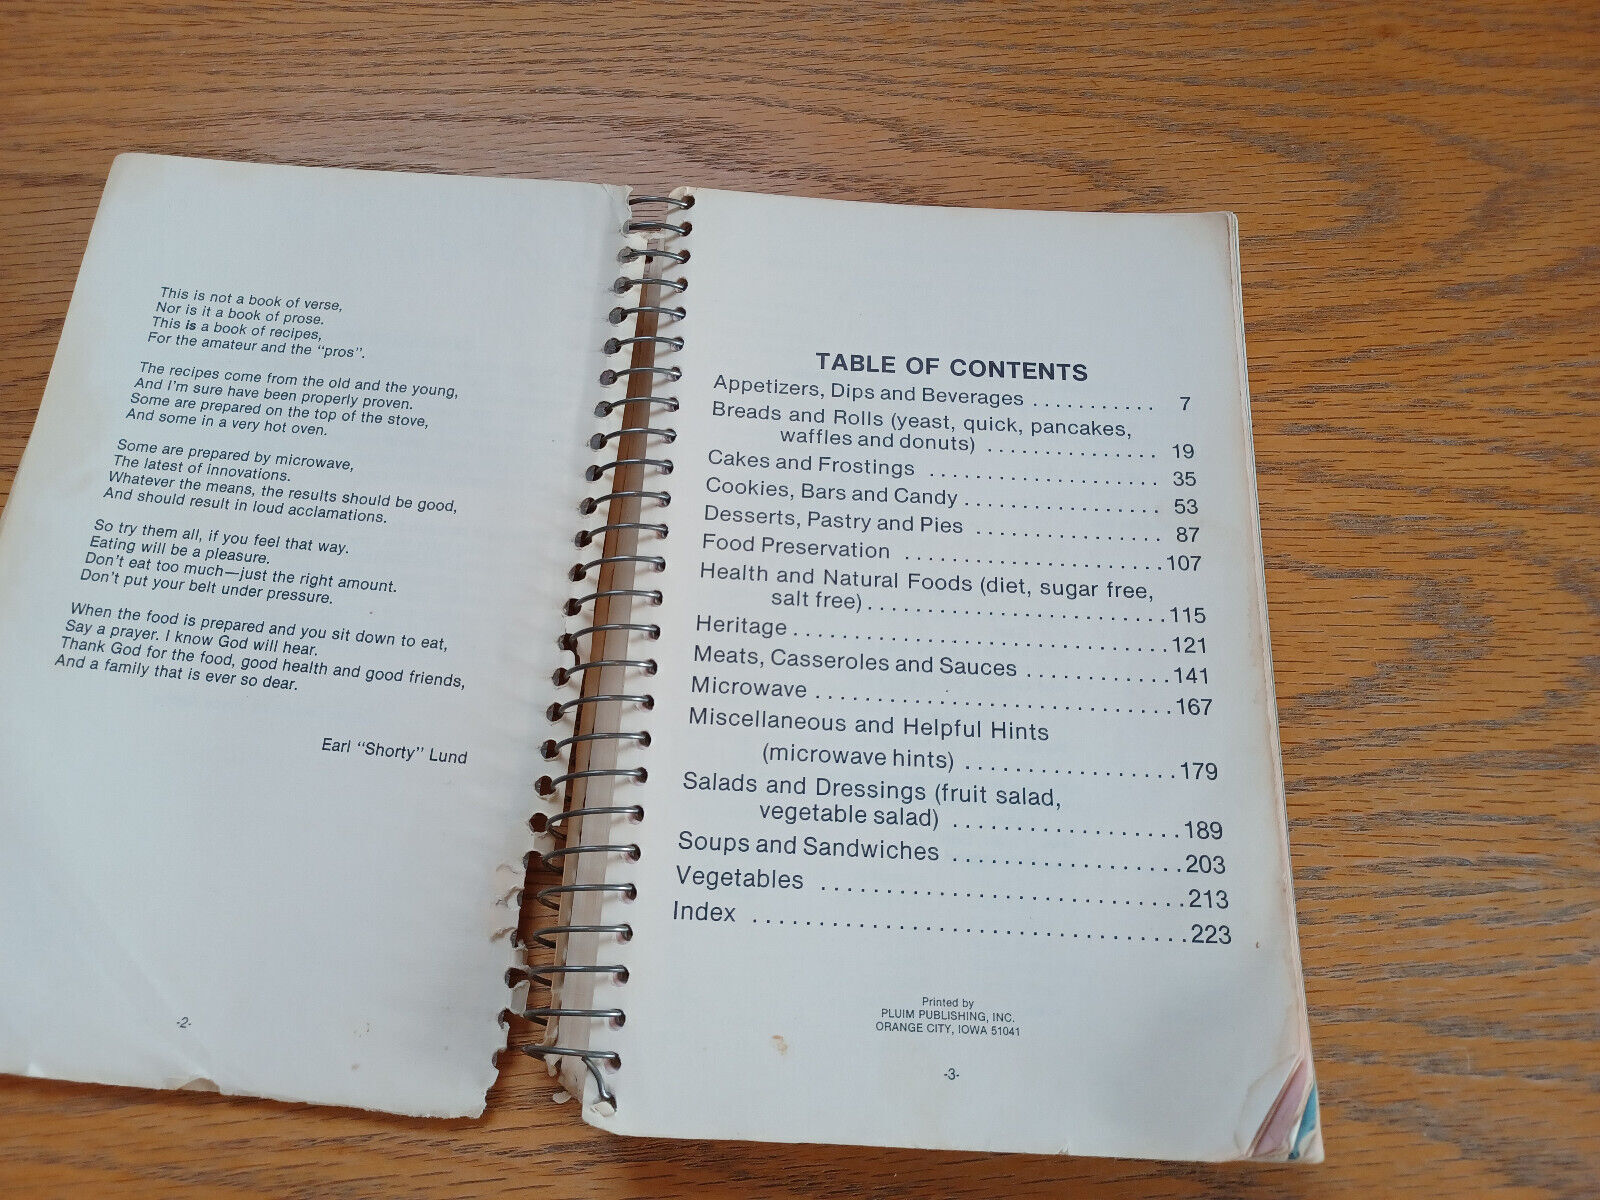 This is not a book of verse,
Nor is it a book of prose.
This is a book of recipes,
For the amateur and the "pros".
The recipes come from the old and the young,
And I'm sure have been properly proven.
Some are prepared on the top of the stove,
And some in a very hot oven.
Some are prepared by microwave,
The latest of innovations.
Whatever the means, the results should be good,
And should result in loud acclamations.
So try them all, if you feel that way.
Eating will be a pleasure.
Don't eat too much—just the right amount.
Don't put your belt under pressure.
When the food is prepared and you sit down to eat,
Say a prayer. I know God will hear.
Thank God for the food, good health and good friends,
And a family that is ever so dear.
Earl "Shorty" Lund
-2-
TABLE OF CONTENTS
Appetizers, Dips and Beverages ........... 7
Breads and Rolls (yeast, quick, pancakes,
waffles and donuts) ............... 19
Cakes and Frostings .................... 35
Cookies, Bars and Candy ................. 53
Desserts, Pastry and Pies ................ 87
Food Preservation .......................107
Health and Natural Foods (diet, sugar free,
salt free)..........................115
Heritage.................................121
Meats, Casseroles and Sauces ............141
Microwave ..............................167
Miscellaneous and Helpful Hints
(microwave hints) ..................179
Salads and Dressings (fruit salad,
vegetable salad) ...................189
Soups and Sandwiches ...................203
Vegetables ..............................213
Index ...................................223
Printed by
PLUIM PUBLISHING, INC.
ORANGE CITY, IOWA 51041
-3-